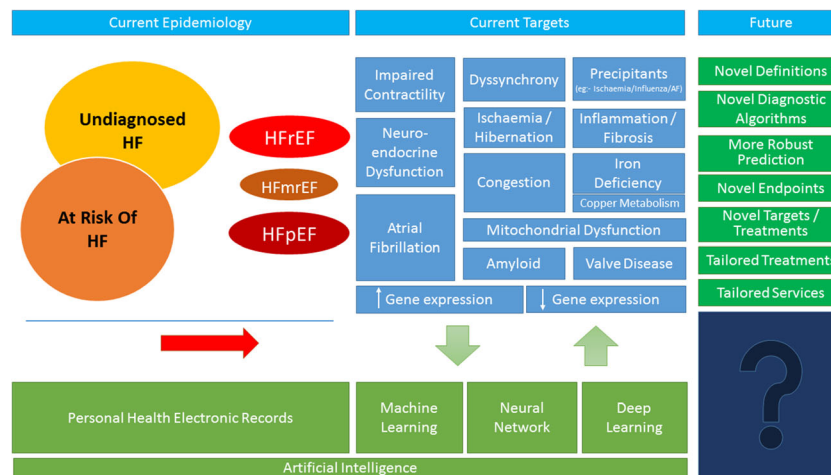 Current Epidemiology
Current Targets
Future
Undiagnosed
HF
At Risk Of
HF
HFrEF
HFmrEF
HFpEF
Impaired
Contractility
Neuro-
endocrine
Dysfunction
Atrial
Fibrillation
Dyssynchrony
Ischaemia /
Hibernation
Congestion
Precipitants
(eg:- Ischaemia/Influenza/AF)
Inflammation /
Fibrosis
Iron
Deficiency
Copper Metabolism
Mitochondrial Dysfunction
Amyloid
Valve Disease
↑ Gene expression
↓ Gene expression
Novel Definitions
Novel Diagnostic
Algorithms
More Robust
Prediction
Novel Endpoints
Novel Targets /
Treatments
Tailored Treatments
Tailored Services
?
Personal Health Electronic Records
Machine
Learning
Neural
Network
Deep
Learning
Artificial Intelligence